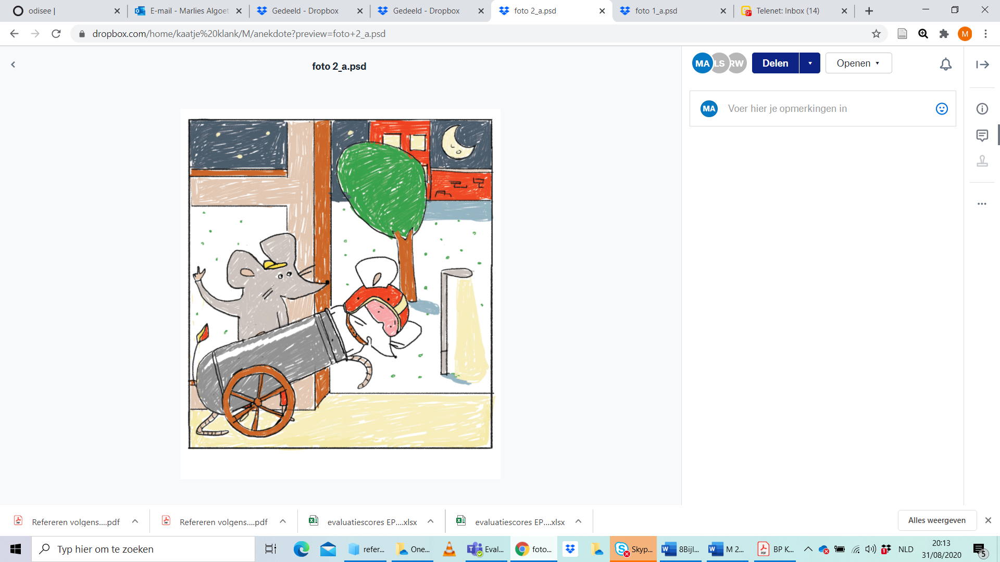 odisee |
E-mail - Marlies Algoet
Gedeeld - Dropbox
Gedeeld - Dropbox
foto 2_a.psd
foto 1_a.psd
Telenet: Inbox (14)
dropbox.com/home/kaatje%20klank/M/anekdote?preview=foto+2_a.psd
M
foto 2_a.psd
MA LS RW
Delen
Openen
MA
Voer hier je opmerkingen in
Refereren volgens....pdf
Refereren volgens....pdf
evaluatiescores EP....xlsx
evaluatiescores EP....xlsx
Alles weergeven
Typ hier om te zoeken
refer...
One...
Eval...
foto...
Skyp...
8Bijl...
M 2...
BP K...
NLD
20:13
31/08/2020
5